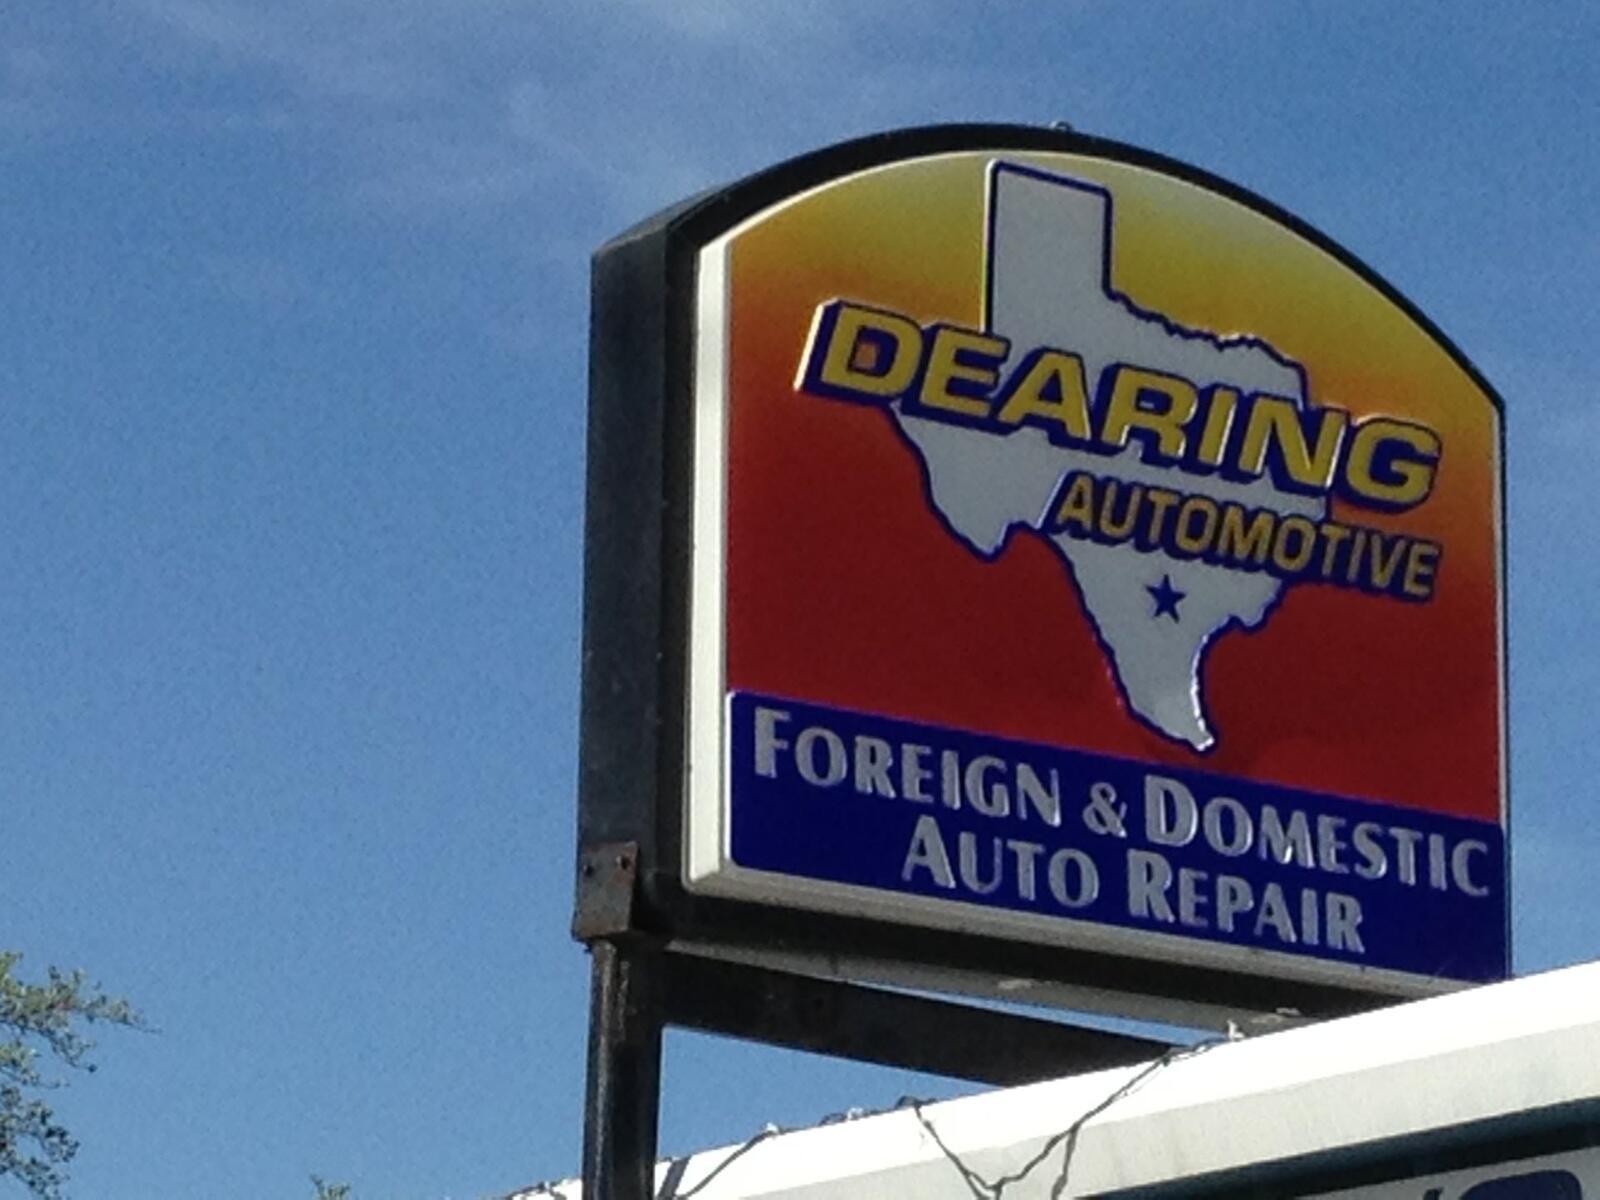 DEARING
AUTOMOTIVE
FOREIGN & DOMESTIC
AUTO REPAIR